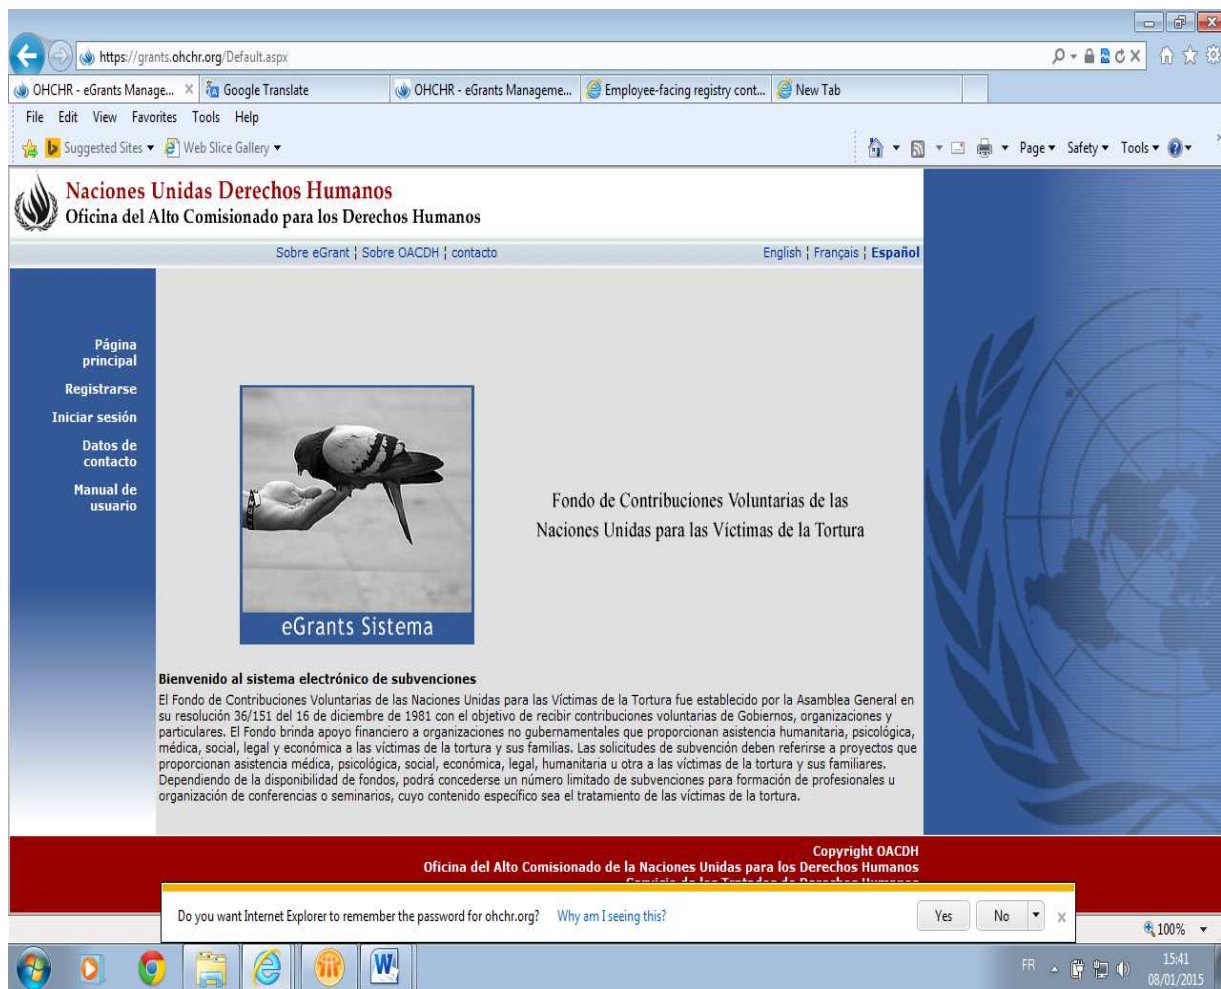 https://grants.ohchr.org/Default.aspx
OHCHR - eGrants Manage...
Google Translate
OHCHR - eGrants Manageme...
Employee-facing registry cont...
New Tab
File Edit View Favorites Tools Help
Suggested Sites
Web Slice Gallery
Page Safety Tools
Naciones Unidas Derechos Humanos
Oficina del Alto Comisionado para los Derechos Humanos
Sobre eGrant ¦ Sobre OACDH ¦ contacto
English ¦ Français ¦ Español
Página
principal
Registrarse
Iniciar sesión
Datos de
contacto
Manual de
usuario
eGrants Sistema
Fondo de Contribuciones Voluntarias de las
Naciones Unidas para las Víctimas de la Tortura
Bienvenido al sistema electrónico de subvenciones
El Fondo de Contribuciones Voluntarias de las Naciones Unidas para las Víctimas de la Tortura fue establecido por la Asamblea General en
su resolución 36/151 del 16 de diciembre de 1981 con el objetivo de recibir contribuciones voluntarias de Gobiernos, organizaciones y
particulares. El Fondo brinda apoyo financiero a organizaciones no gubernamentales que proporcionan asistencia humanitaria, psicológica,
médica, social, legal y económica a las víctimas de la tortura y sus familias. Las solicitudes de subvención deben referirse a proyectos que
proporcionan asistencia médica, psicológica, social, económica, legal, humanitaria u otra a las víctimas de la tortura y sus familiares.
Dependiendo de la disponibilidad de fondos, podrá concederse un número limitado de subvenciones para formación de profesionales u
organización de conferencias o seminarios, cuyo contenido específico sea el tratamiento de las víctimas de la tortura.
Copyright OACDH
Oficina del Alto Comisionado de la Naciones Unidas para los Derechos Humanos
Servicio de los Tratados de Derechos Humanos
Do you want Internet Explorer to remember the password for ohchr.org? Why am I seeing this?
Yes
No
100%
FR
15:41
08/01/2015